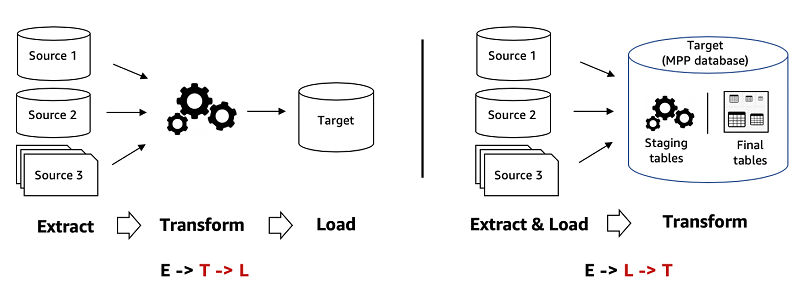 Source 1
Source 2
Source 3
Target
Extract
Transform
Load
E -> T -> L
Source 1
Source 2
Source 3
Target
(MPP database)
Staging
tables
Final
tables
Extract & Load
Transform
E -> L -> T